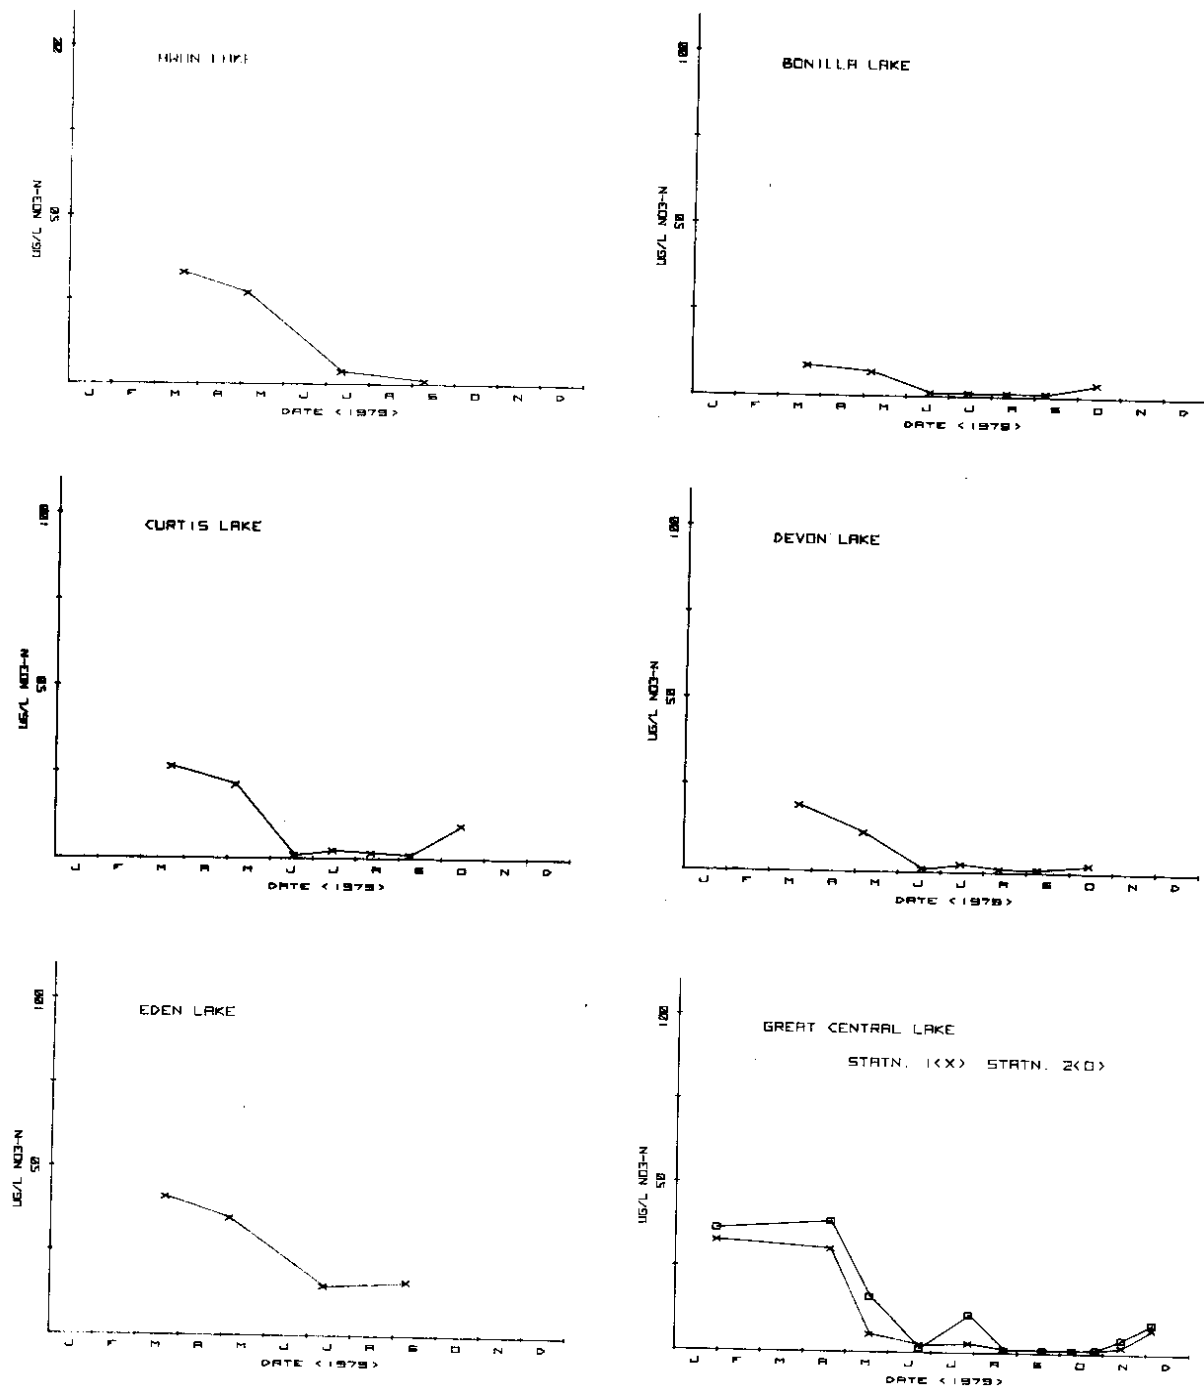 LAKE
UG/L NO3-N
50
J F M A M J J A S O N D
DATE <1979>
BONILLA LAKE
100
UG/L NO3-N
50
J F M A M J J A S O N D
DATE <1979>
CURTIS LAKE
100
UG/L NO3-N
50
J F M A M J J A S O N D
DATE <1979>
DEVON LAKE
100
UG/L NO3-N
50
J F M A M J J A S O N D
DATE <1979>
EDEN LAKE
100
UG/L NO3-N
50
J F M A M J J A S O N D
DATE <1979>
GREAT CENTRAL LAKE
STATN. 1<X> STATN. 2<O>
100
UG/L NO3-N
50
J F M A M J J A S O N D
DATE <1979>